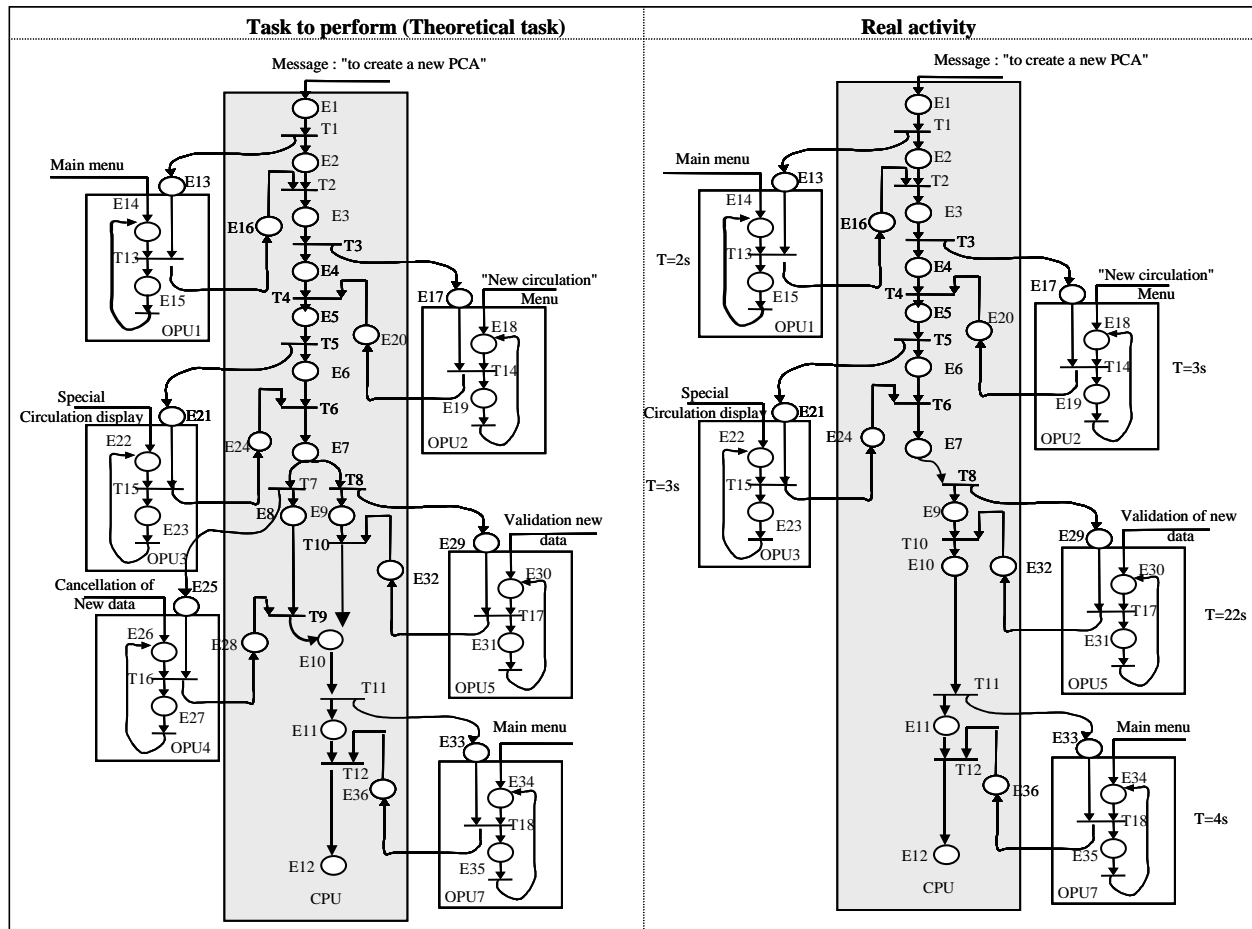 Task to perform (Theoretical task)
Message : "to create a new PCA"
E1
T1
E2
Main menu
E13
T2
E14
E16
E3
T3
T13
E4
E17
"New circulation"
Menu
E15
T4
E5
E18
OPU1
E20
T5
E6
T14
Special
Circulation display
E21
T6
E19
E22
E24
E7
OPU2
T15
T7
T8
E8
E9
E23
T10
E29
Validation new
data
OPU3
E25
E32
E30
Cancellation of
New data
T9
T17
E26
E28
E10
E31
T16
T11
OPU5
E27
E11
E33
Main menu
OPU4
T12
E34
E36
T18
E12
E35
CPU
OPU7
Real activity
Message : "to create a new PCA"
E1
T1
E2
Main menu
E13
T2
E14
E16
E3
T3
T=2s
T13
E4
E17
"New circulation"
Menu
E15
T4
E5
E18
OPU1
E20
T5
E6
T14
T=3s
Special
Circulation display
E21
T6
E19
E22
E24
E7
OPU2
T=3s
T15
T8
E9
E23
T10
E29
Validation of new
data
OPU3
E10
E32
E30
T17
T=22s
E31
T11
OPU5
E11
E33
Main menu
T12
E34
E36
T18
T=4s
E12
E35
CPU
OPU7